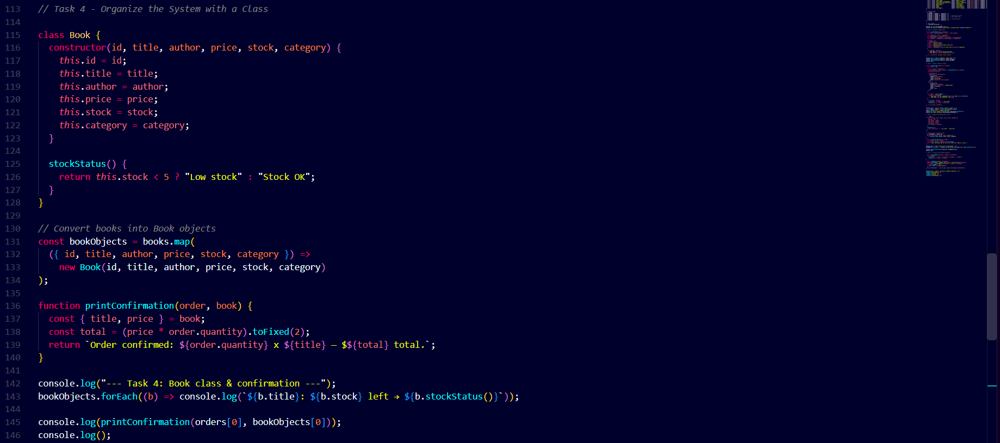 113 // Task 4 - Organize the System with a Class
114
115 class Book {
116   constructor(id, title, author, price, stock, category) {
117     this.id = id;
118     this.title = title;
119     this.author = author;
120     this.price = price;
121     this.stock = stock;
122     this.category = category;
123   }
124
125   stockStatus() {
126     return this.stock < 5 ? "Low stock" : "Stock OK";
127   }
128 }
129
130 // Convert books into Book objects
131 const bookObjects = books.map(
132   ({ id, title, author, price, stock, category }) =>
133     new Book(id, title, author, price, stock, category)
134 );
135
136 function printConfirmation(order, book) {
137   const { title, price } = book;
138   const total = (price * order.quantity).toFixed(2);
139   return `Order confirmed: ${order.quantity} x ${title} — $${total} total.`;
140 }
141
142 console.log("--- Task 4: Book class & confirmation ---");
143 bookObjects.forEach((b) => console.log(`${b.title}: ${b.stock} left → ${b.stockStatus()}`));
144
145 console.log(printConfirmation(orders[0], bookObjects[0]));
146 console.log();